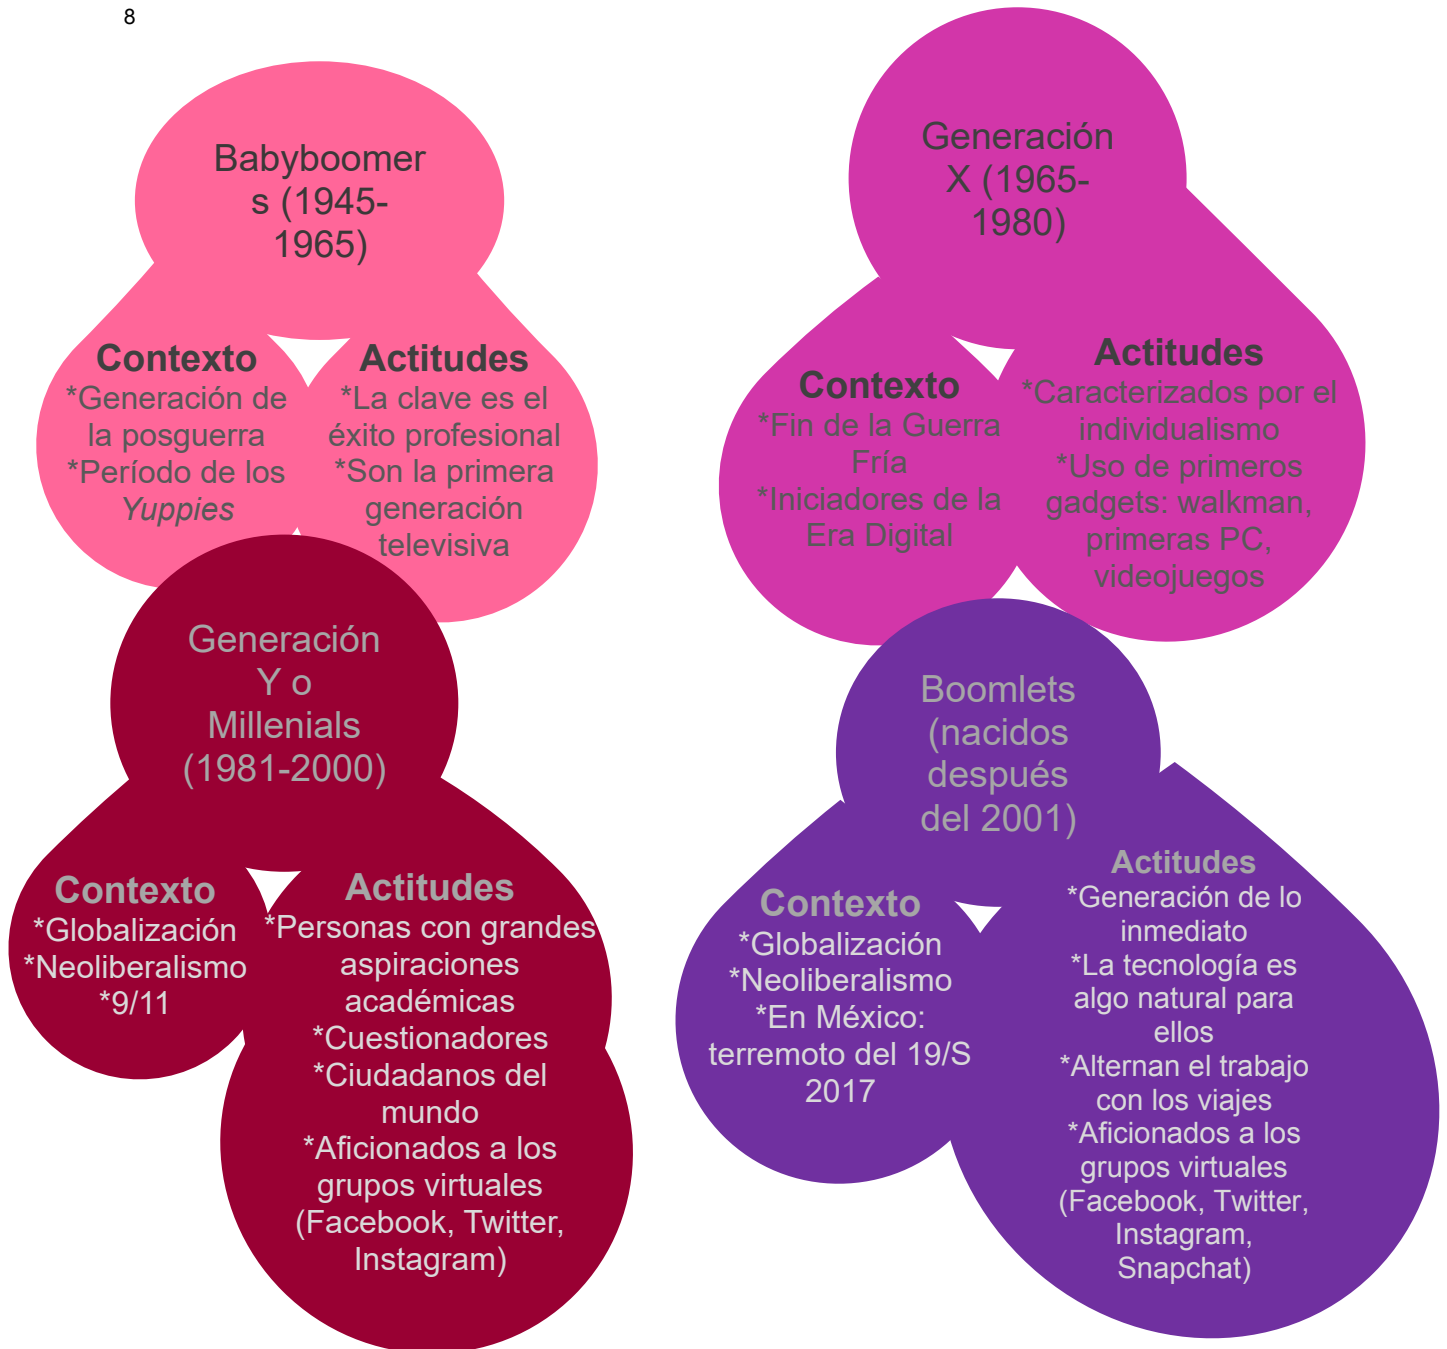 8
Babyboomer
s (1945-
1965)
Contexto
*Generación de
la posguerra
*Período de los
Yuppies
Actitudes
*La clave es el
éxito profesional
*Son la primera
generación
televisiva
Generación
X (1965-
1980)
Contexto
*Fin de la Guerra
Fría
*Iniciadores de la
Era Digital
Actitudes
*Caracterizados por el
individualismo
*Uso de primeros
gadgets: walkman,
primeras PC,
videojuegos
Generación
Y o
Millenials
(1981-2000)
Contexto
*Globalización
*Neoliberalismo
*9/11
Actitudes
*Personas con grandes
aspiraciones
académicas
*Cuestionadores
*Ciudadanos del
mundo
*Aficionados a los
grupos virtuales
(Facebook, Twitter,
Instagram)
Boomlets
(nacidos
después
del 2001)
Contexto
*Globalización
*Neoliberalismo
*En México:
terremoto del 19/S
2017
Actitudes
*Generación de lo
inmediato
*La tecnología es
algo natural para
ellos
*Alternan el trabajo
con los viajes
*Aficionados a los
grupos virtuales
(Facebook, Twitter,
Instagram,
Snapchat)